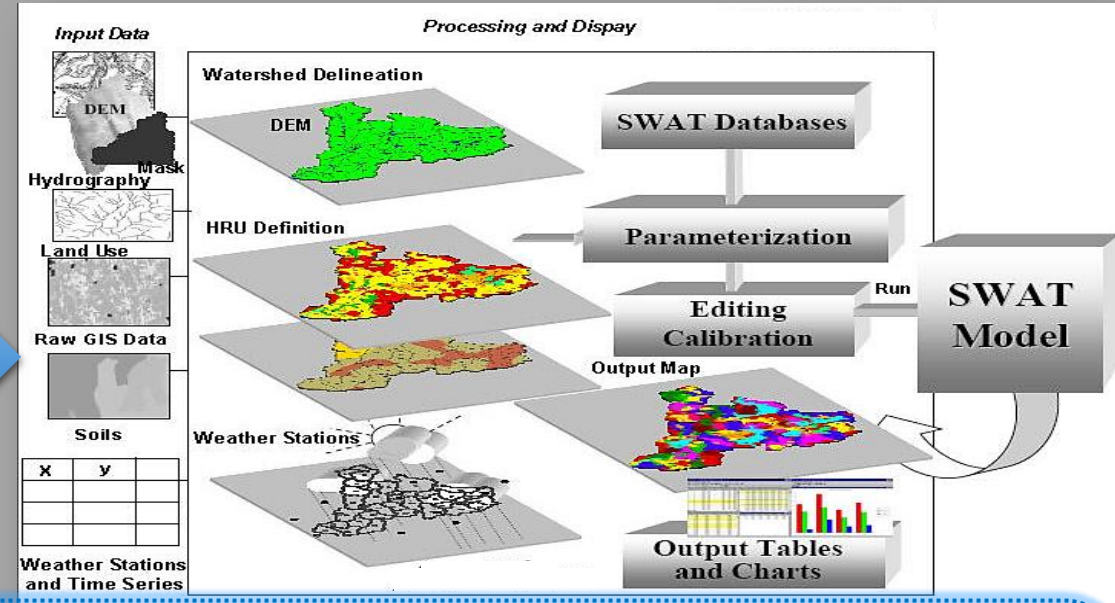 Processing and Dispay
Input Data
DEM
Mask
Hydrography
Land Use
Raw GIS Data
Soils
x y
Weather Stations
and Time Series
Watershed Delineation
DEM
HRU Definition
Weather Stations
SWAT Databases
Parameterization
Editing
Calibration
Run
SWAT
Model
Output Map
Output Tables
and Charts